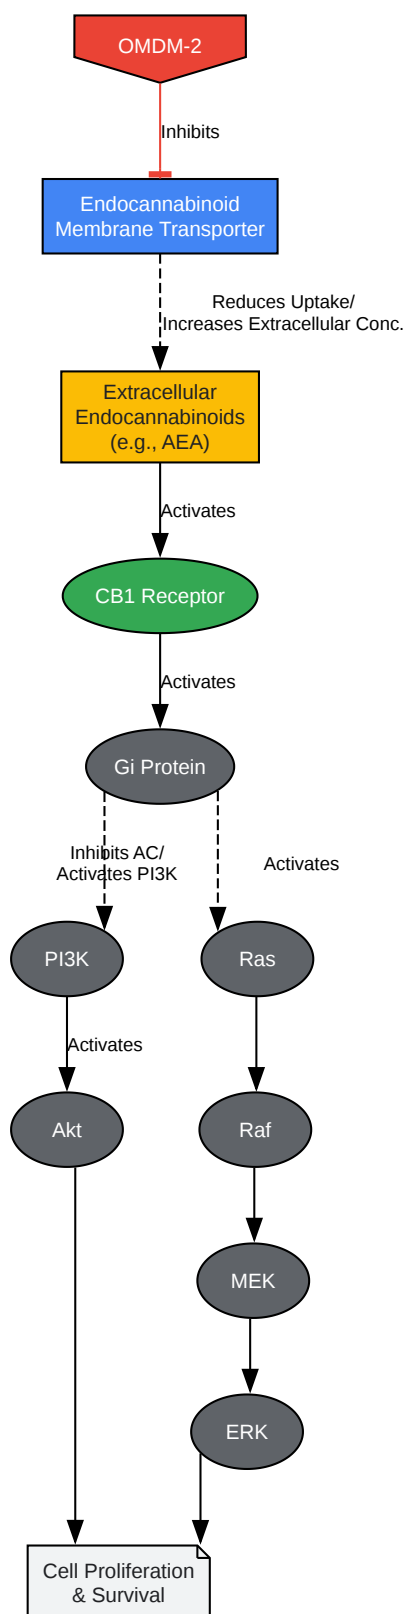 OMDM-2
Inhibits
Endocannabinoid
Membrane Transporter
Reduces Uptake/
Increases Extracellular Conc.
Extracellular
Endocannabinoids
(e.g., AEA)
Activates
CB1 Receptor
Activates
Gi Protein
Inhibits AC/
Activates PI3K
Activates
PI3K
Ras
Activates
Akt
Raf
MEK
ERK
Cell Proliferation
& Survival